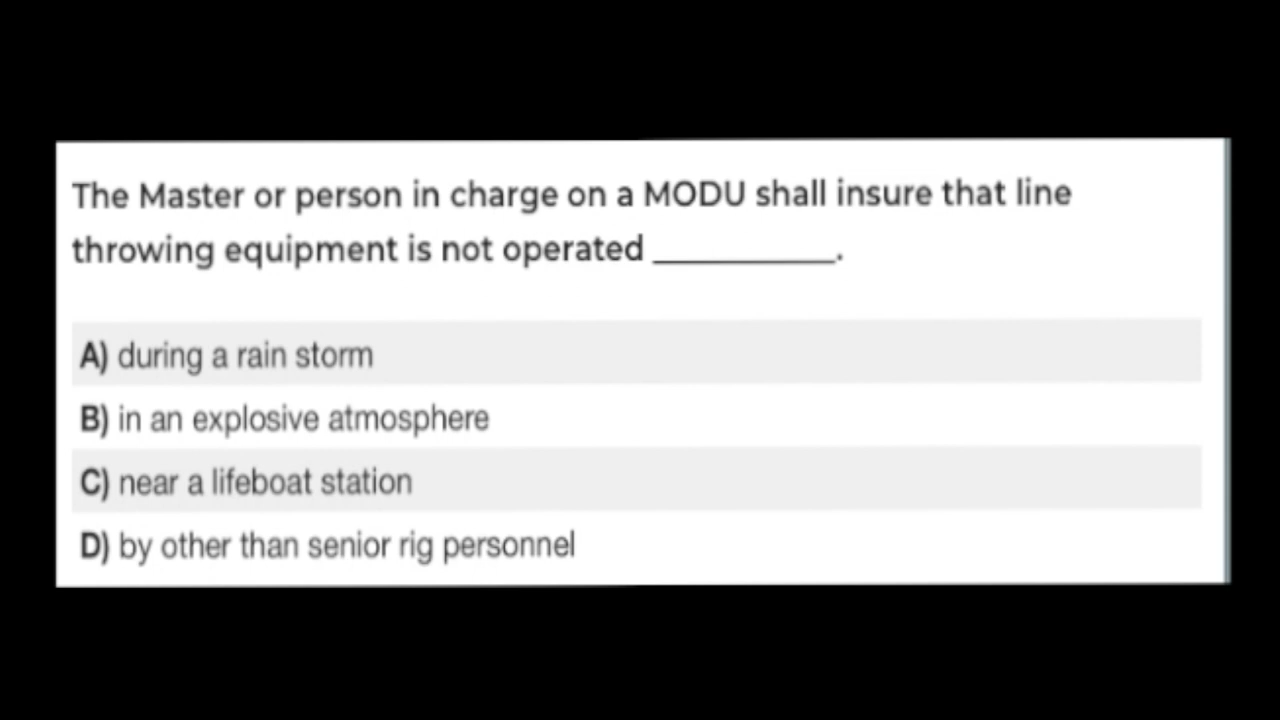 The Master or person in charge on a MODU shall insure that line
throwing equipment is not operated __________.
A) during a rain storm
B) in an explosive atmosphere
C) near a lifeboat station
D) by other than senior rig personnel